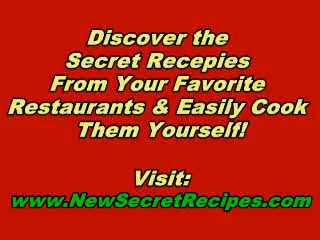 Discover the
Secret Recepies
From Your Favorite
Restaurants & Easily Cook
Them Yourself!
Visit:
www.NewSecretRecipes.com